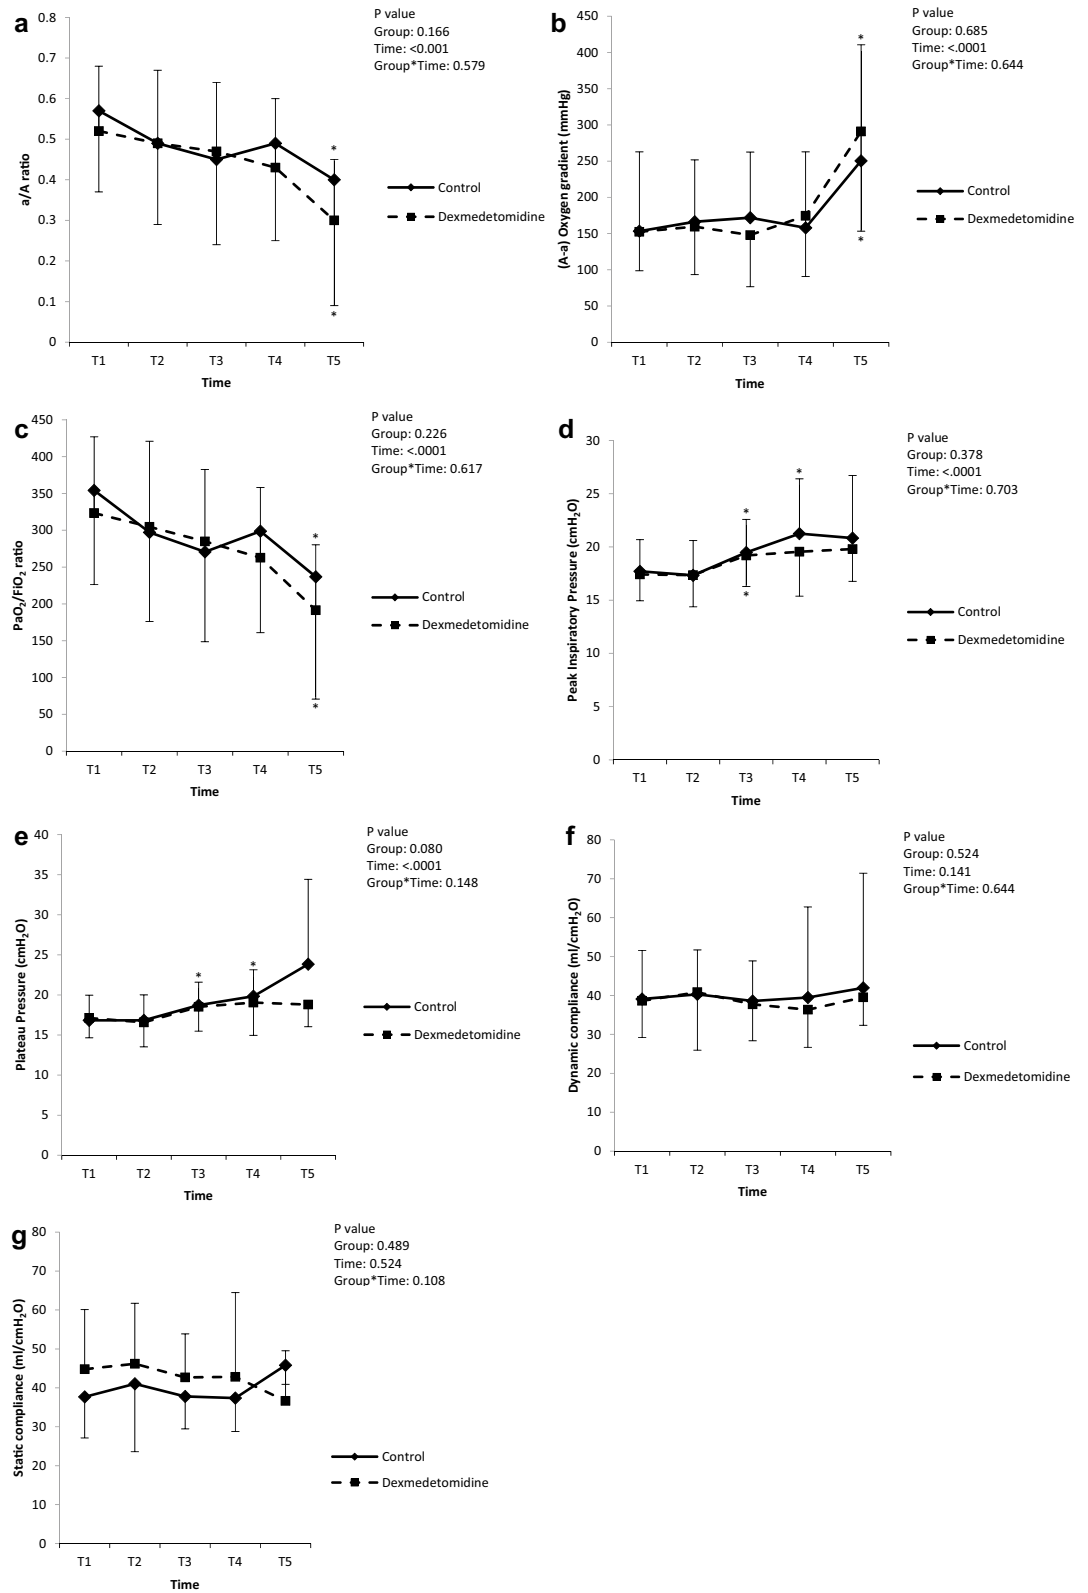 a
a/A ratio
0.8
0.7
0.6
0.5
0.4
0.3
0.2
0.1
0
*
*
T1 T2 T3 T4 T5
Time
P value
Group: 0.166
Time: <0.001
Group*Time: 0.579
Control
Dexmedetomidine
b
(A-a) Oxygen gradient (mmHg)
450
400
350
300
250
200
150
100
50
0
*
*
T1 T2 T3 T4 T5
Time
P value
Group: 0.685
Time: <.0001
Group*Time: 0.644
Control
Dexmedetomidine
c
PaO₂/FiO₂ ratio
450
400
350
300
250
200
150
100
50
0
*
*
T1 T2 T3 T4 T5
Time
P value
Group: 0.226
Time: <.0001
Group*Time: 0.617
Control
Dexmedetomidine
d
Peak Inspiratory Pressure (cmH₂O)
30
25
20
15
10
5
0
*
*
*
T1 T2 T3 T4 T5
Time
P value
Group: 0.378
Time: <.0001
Group*Time: 0.703
Control
Dexmedetomidine
e
Plateau Pressure (cmH₂O)
40
35
30
25
20
15
10
5
0
*
*
T1 T2 T3 T4 T5
Time
P value
Group: 0.080
Time: <.0001
Group*Time: 0.148
Control
Dexmedetomidine
f
Dynamic compliance (ml/cmH₂O)
80
70
60
50
40
30
20
10
0
T1 T2 T3 T4 T5
Time
P value
Group: 0.524
Time: 0.141
Group*Time: 0.644
Control
Dexmedetomidine
g
Static compliance (ml/cmH₂O)
80
70
60
50
40
30
20
10
0
T1 T2 T3 T4 T5
Time
P value
Group: 0.489
Time: 0.524
Group*Time: 0.108
Control
Dexmedetomidine